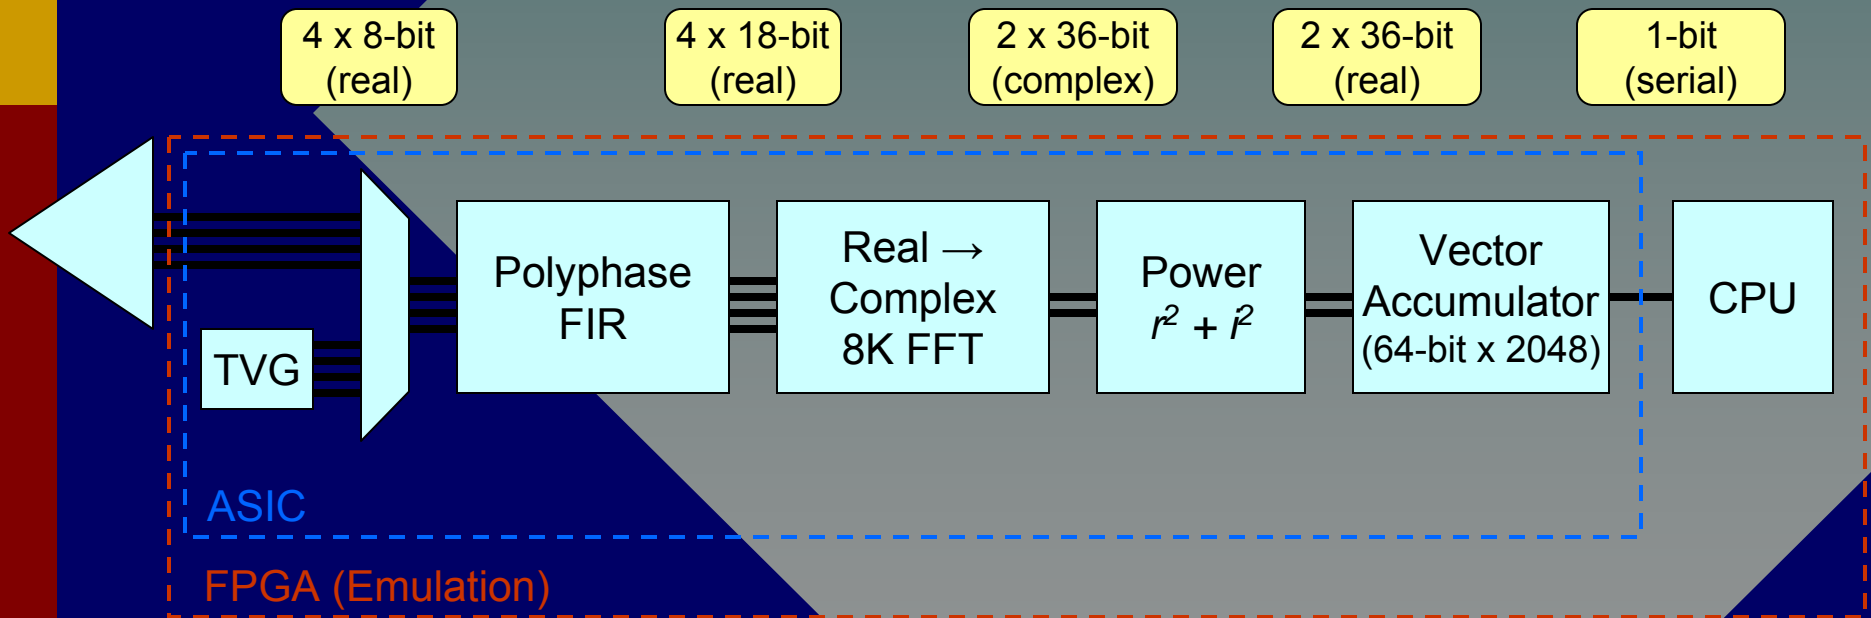 4 x 8-bit
(real)
4 x 18-bit
(real)
2 x 36-bit
(complex)
2 x 36-bit
(real)
1-bit
(serial)
TVG
Polyphase
FIR
Real →
Complex
8K FFT
Power
r² + i²
Vector
Accumulator
(64-bit x 2048)
CPU
ASIC
FPGA (Emulation)